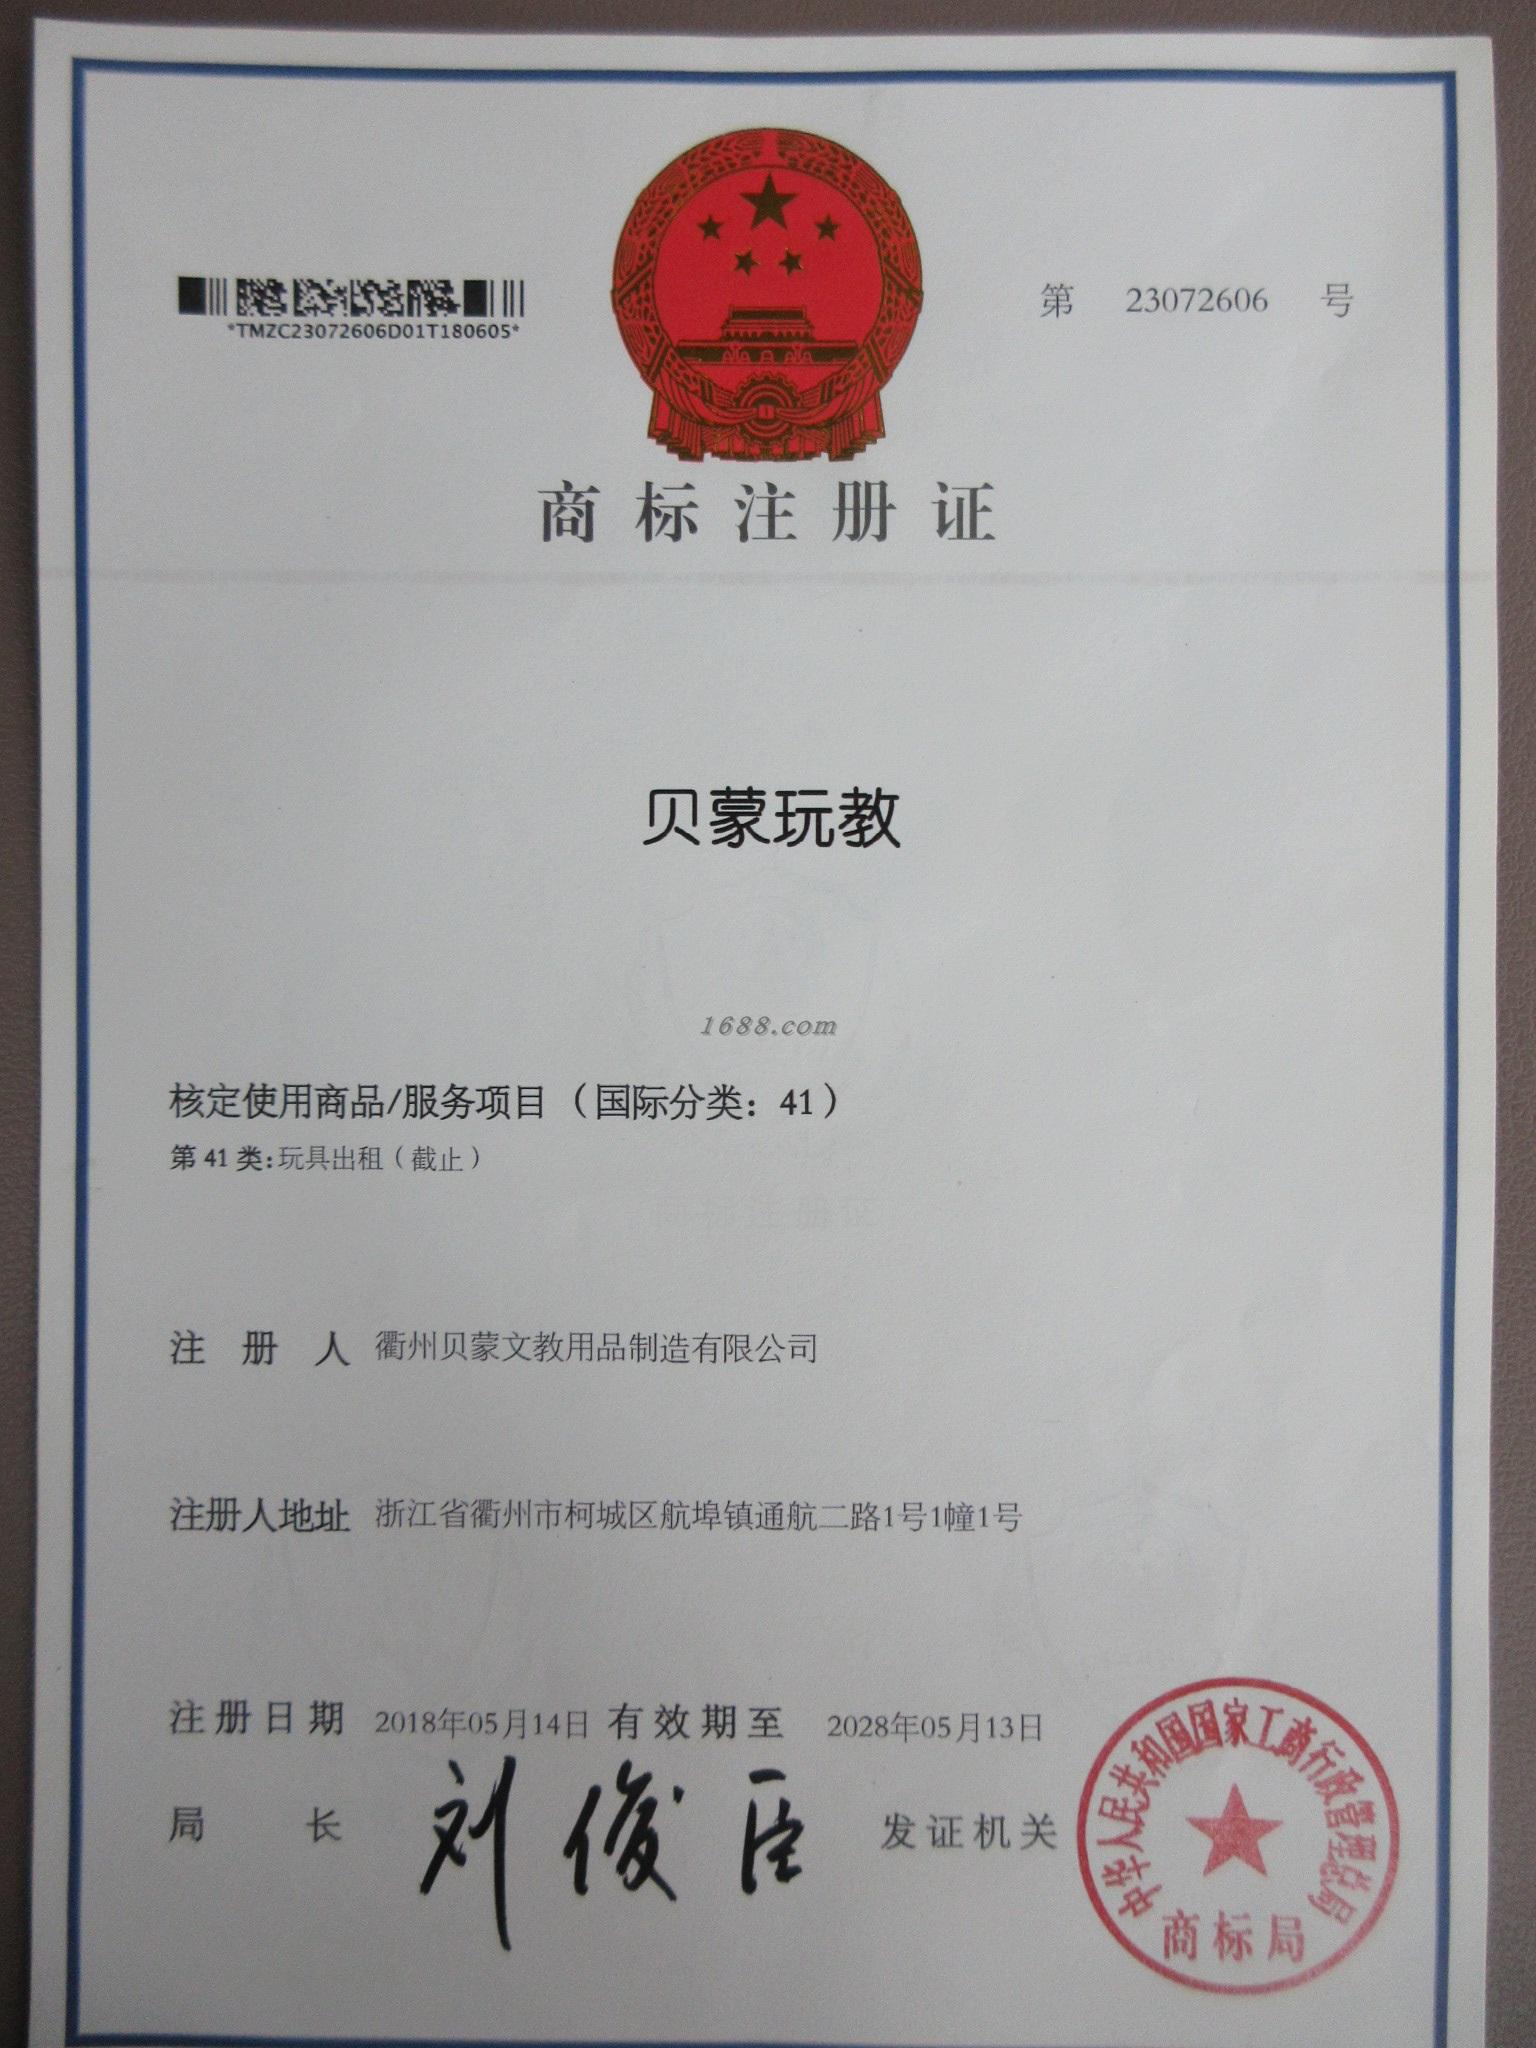 第 23072606 号
*TMZC23072606D01T180605*
商标注册证
贝蒙玩教
1688.com
核定使用商品/服务项目（国际分类：41）
第 41 类:玩具出租（截止）
注册人 衢州贝蒙文教用品制造有限公司
注册人地址 浙江省衢州市柯城区航埠镇通航二路1号1幢1号
注册日期 2018年05月14日 有效期至 2028年05月13日
局长 刘俊臣 发证机关
中华人民共和国国家工商行政管理总局
商标局